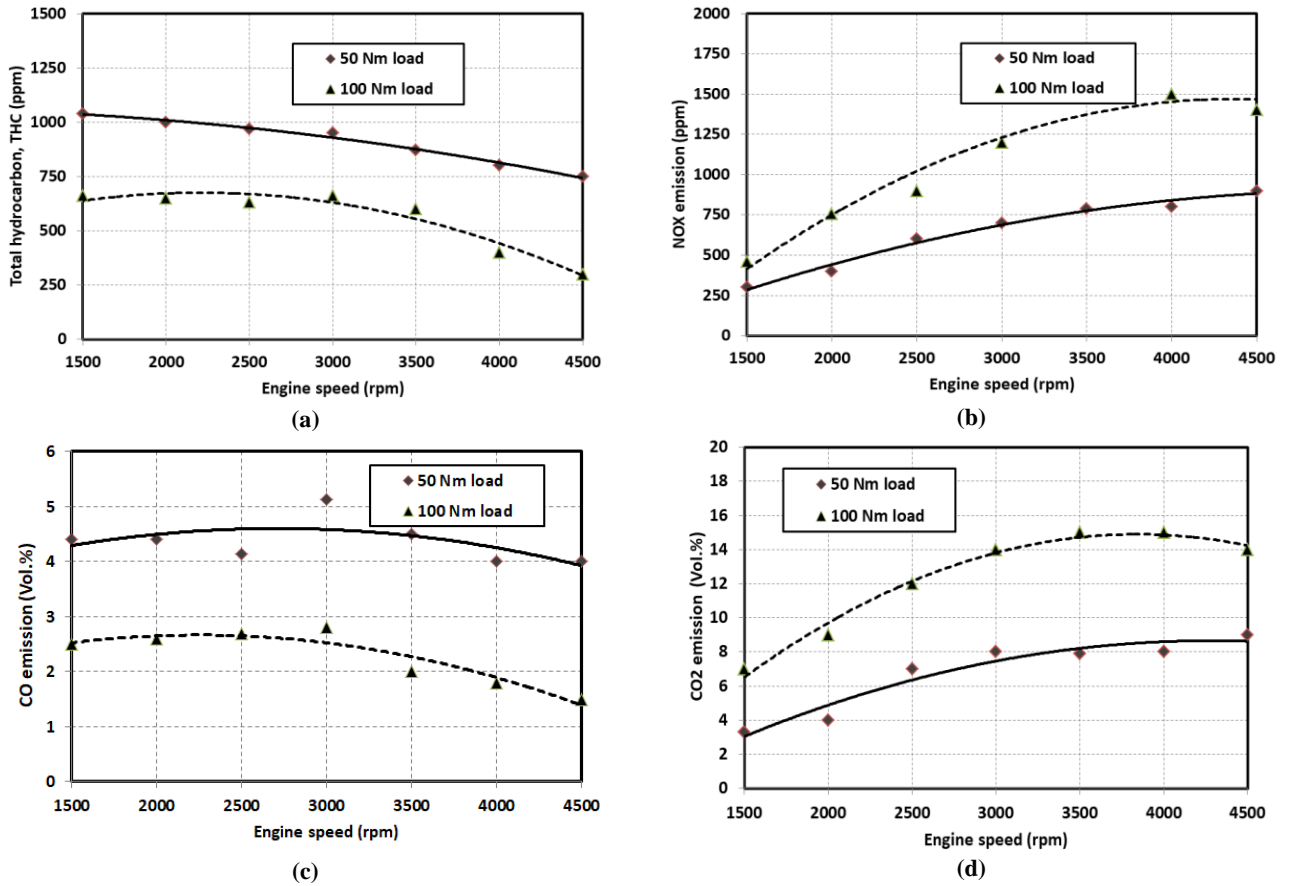 1500
1250
1000
750
500
250
0
Total hydrocarbon, THC (ppm)
50 Nm load
100 Nm load
1500 2000 2500 3000 3500 4000 4500
Engine speed (rpm)
(a)
2000
1750
1500
1250
1000
750
500
250
0
NOX emission (ppm)
50 Nm load
100 Nm load
1500 2000 2500 3000 3500 4000 4500
Engine speed (rpm)
(b)
6
5
4
3
2
1
0
CO emission (Vol.%)
50 Nm load
100 Nm load
1500 2000 2500 3000 3500 4000 4500
Engine speed (rpm)
(c)
20
18
16
14
12
10
8
6
4
2
0
CO2 emission (Vol.%)
50 Nm load
100 Nm load
1500 2000 2500 3000 3500 4000 4500
Engine speed (rpm)
(d)